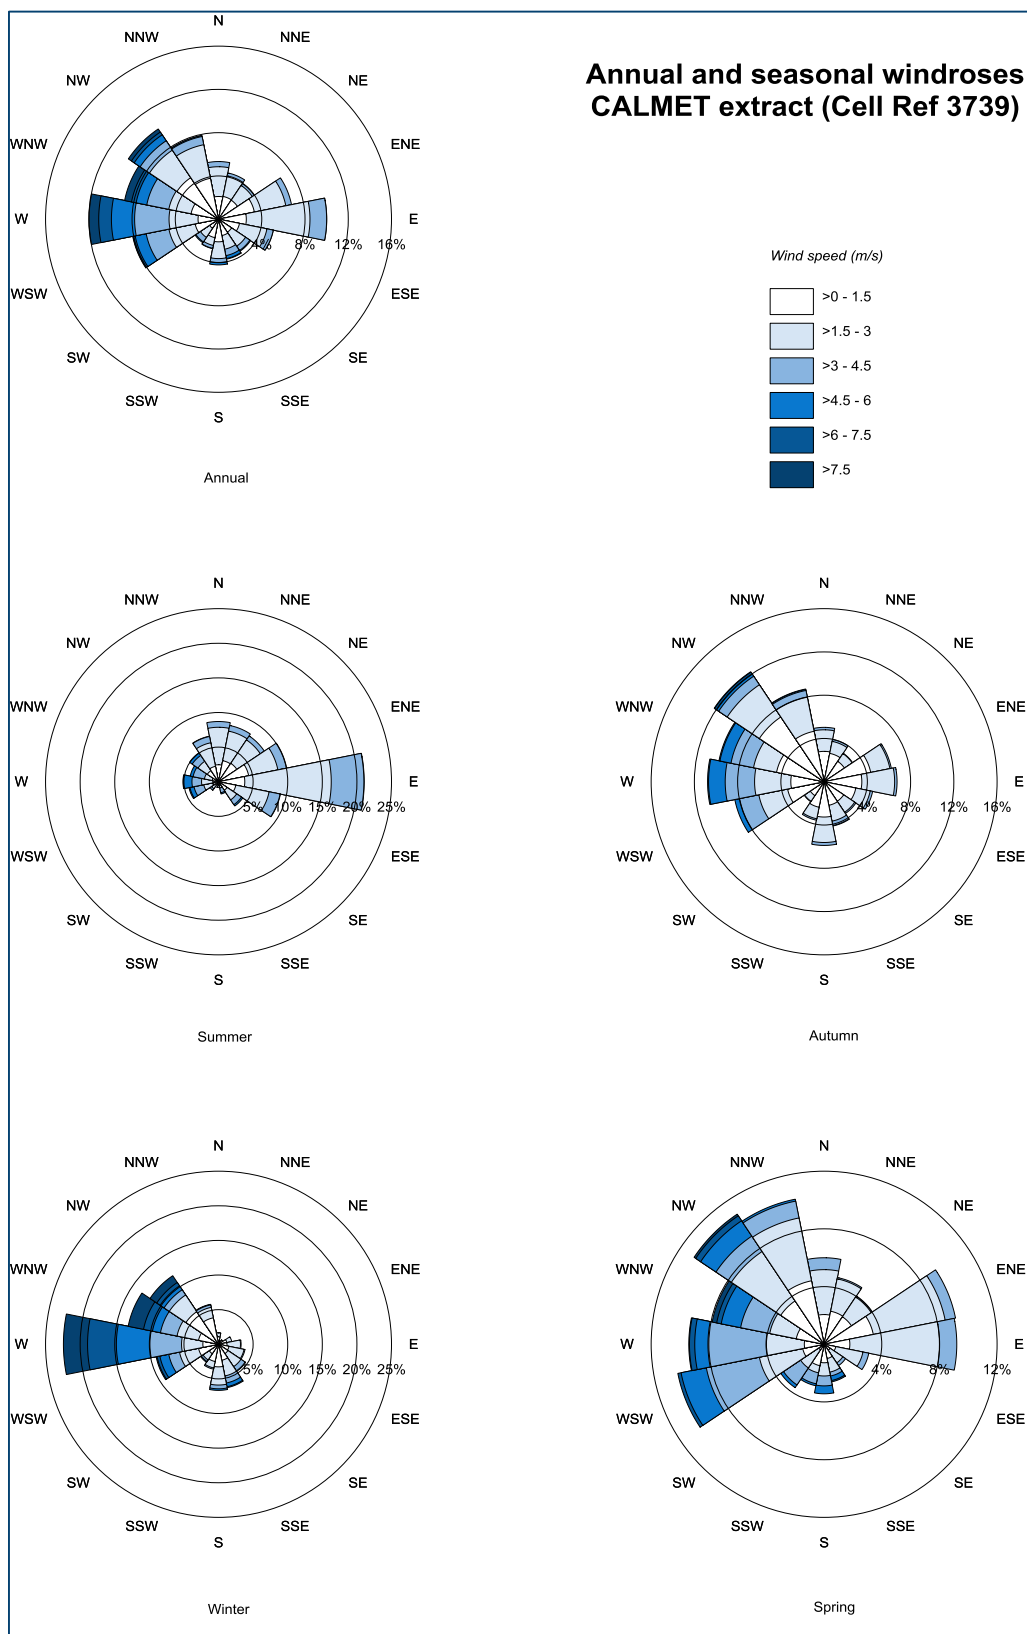 Annual and seasonal windroses
CALMET extract (Cell Ref 3739)
N
NNW
NNE
NW
NE
WNW
ENE
W
E
4%
8%
12%
16%
WSW
ESE
SW
SE
SSW
SSE
S
Annual
Wind speed (m/s)
>0 - 1.5
>1.5 - 3
>3 - 4.5
>4.5 - 6
>6 - 7.5
>7.5
N
NNW
NNE
NW
NE
WNW
ENE
W
E
5%
10%
15%
20%
25%
WSW
ESE
SW
SE
SSW
SSE
S
Summer
N
NNW
NNE
NW
NE
WNW
ENE
W
E
4%
8%
12%
16%
WSW
ESE
SW
SE
SSW
SSE
S
Autumn
N
NNW
NNE
NW
NE
WNW
ENE
W
E
5%
10%
15%
20%
25%
WSW
ESE
SW
SE
SSW
SSE
S
Winter
N
NNW
NNE
NW
NE
WNW
ENE
W
E
4%
8%
12%
WSW
ESE
SW
SE
SSW
SSE
S
Spring